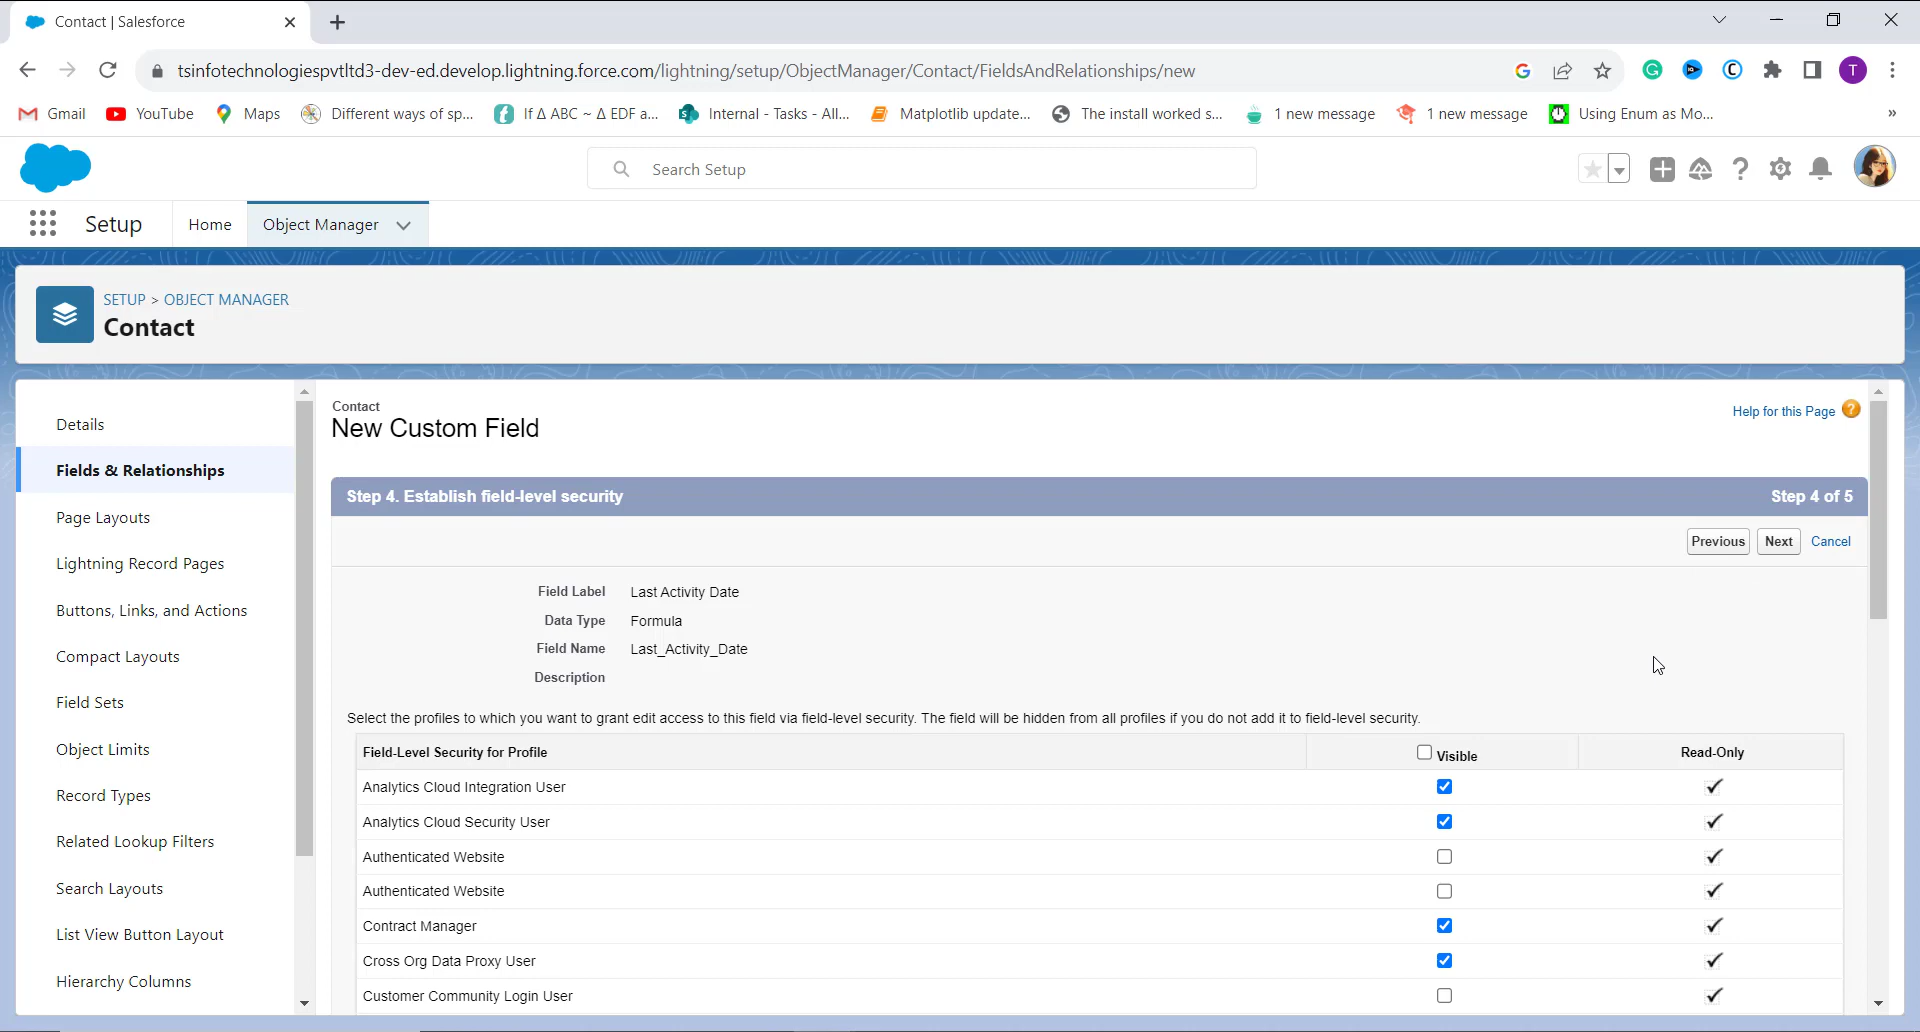 Contact | Salesforce
tsinfotechnologiespvtltd3-dev-ed.develop.lightning.force.com/lightning/setup/ObjectManager/Contact/FieldsAndRelationships/new
T
Gmail YouTube Maps Different ways of sp... If Δ ABC ~ Δ EDF a... Internal - Tasks - All... Matplotlib update... The install worked s... 1 new message 1 new message Using Enum as Mo... »
Search Setup
Setup Home Object Manager
SETUP > OBJECT MANAGER
Contact
Details
Fields & Relationships
Page Layouts
Lightning Record Pages
Buttons, Links, and Actions
Compact Layouts
Field Sets
Object Limits
Record Types
Related Lookup Filters
Search Layouts
List View Button Layout
Hierarchy Columns
Contact
New Custom Field
Help for this Page ?
Step 4. Establish field-level security Step 4 of 5
Previous Next Cancel
Field Label Last Activity Date
Data Type Formula
Field Name Last_Activity_Date
Description
Select the profiles to which you want to grant edit access to this field via field-level security. The field will be hidden from all profiles if you do not add it to field-level security.
Field-Level Security for Profile Visible Read-Only
Analytics Cloud Integration User
Analytics Cloud Security User
Authenticated Website
Authenticated Website
Contract Manager
Cross Org Data Proxy User
Customer Community Login User